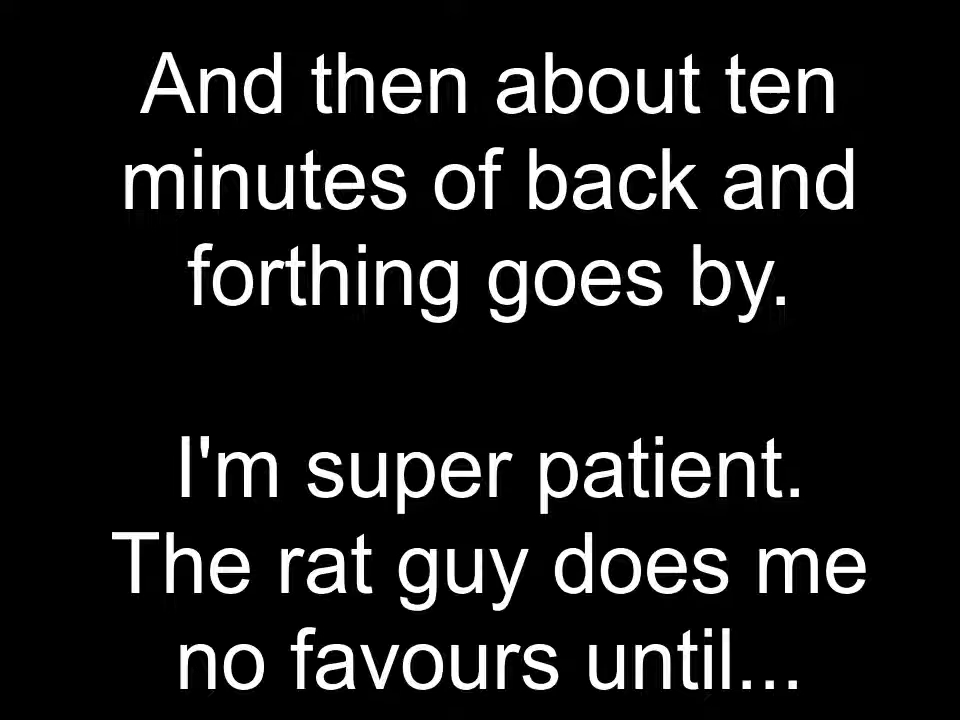 And then about ten
minutes of back and
forthing goes by.
I'm super patient.
The rat guy does me
no favours until...